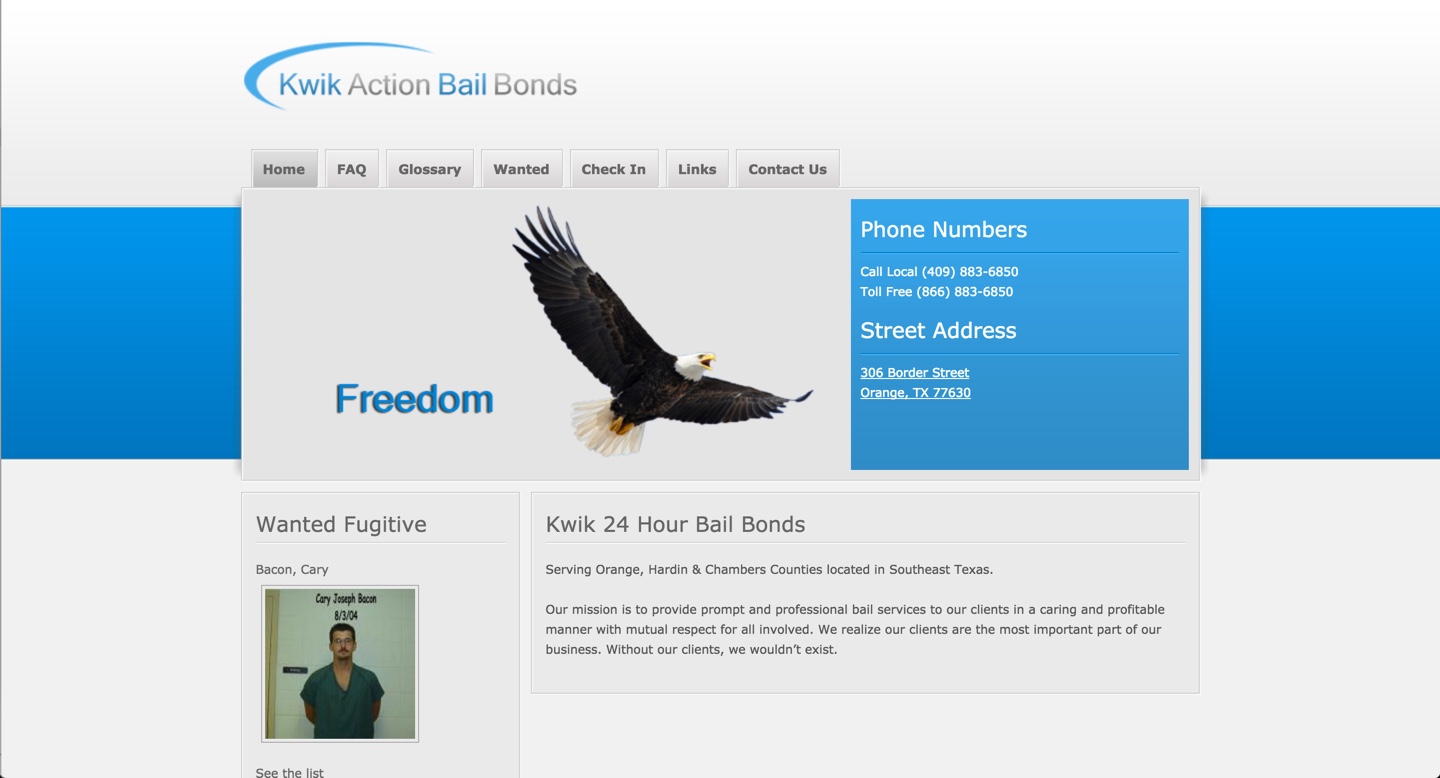 Kwik Action Bail Bonds
Home
FAQ
Glossary
Wanted
Check In
Links
Contact Us
Freedom
Phone Numbers
Call Local (409) 883-6850
Toll Free (866) 883-6850
Street Address
306 Border Street
Orange, TX 77630
Wanted Fugitive
Bacon, Cary
Cary Joseph Bacon
8/3/04
See the list
Kwik 24 Hour Bail Bonds
Serving Orange, Hardin & Chambers Counties located in Southeast Texas.
Our mission is to provide prompt and professional bail services to our clients in a caring and profitable
manner with mutual respect for all involved. We realize our clients are the most important part of our
business. Without our clients, we wouldn’t exist.